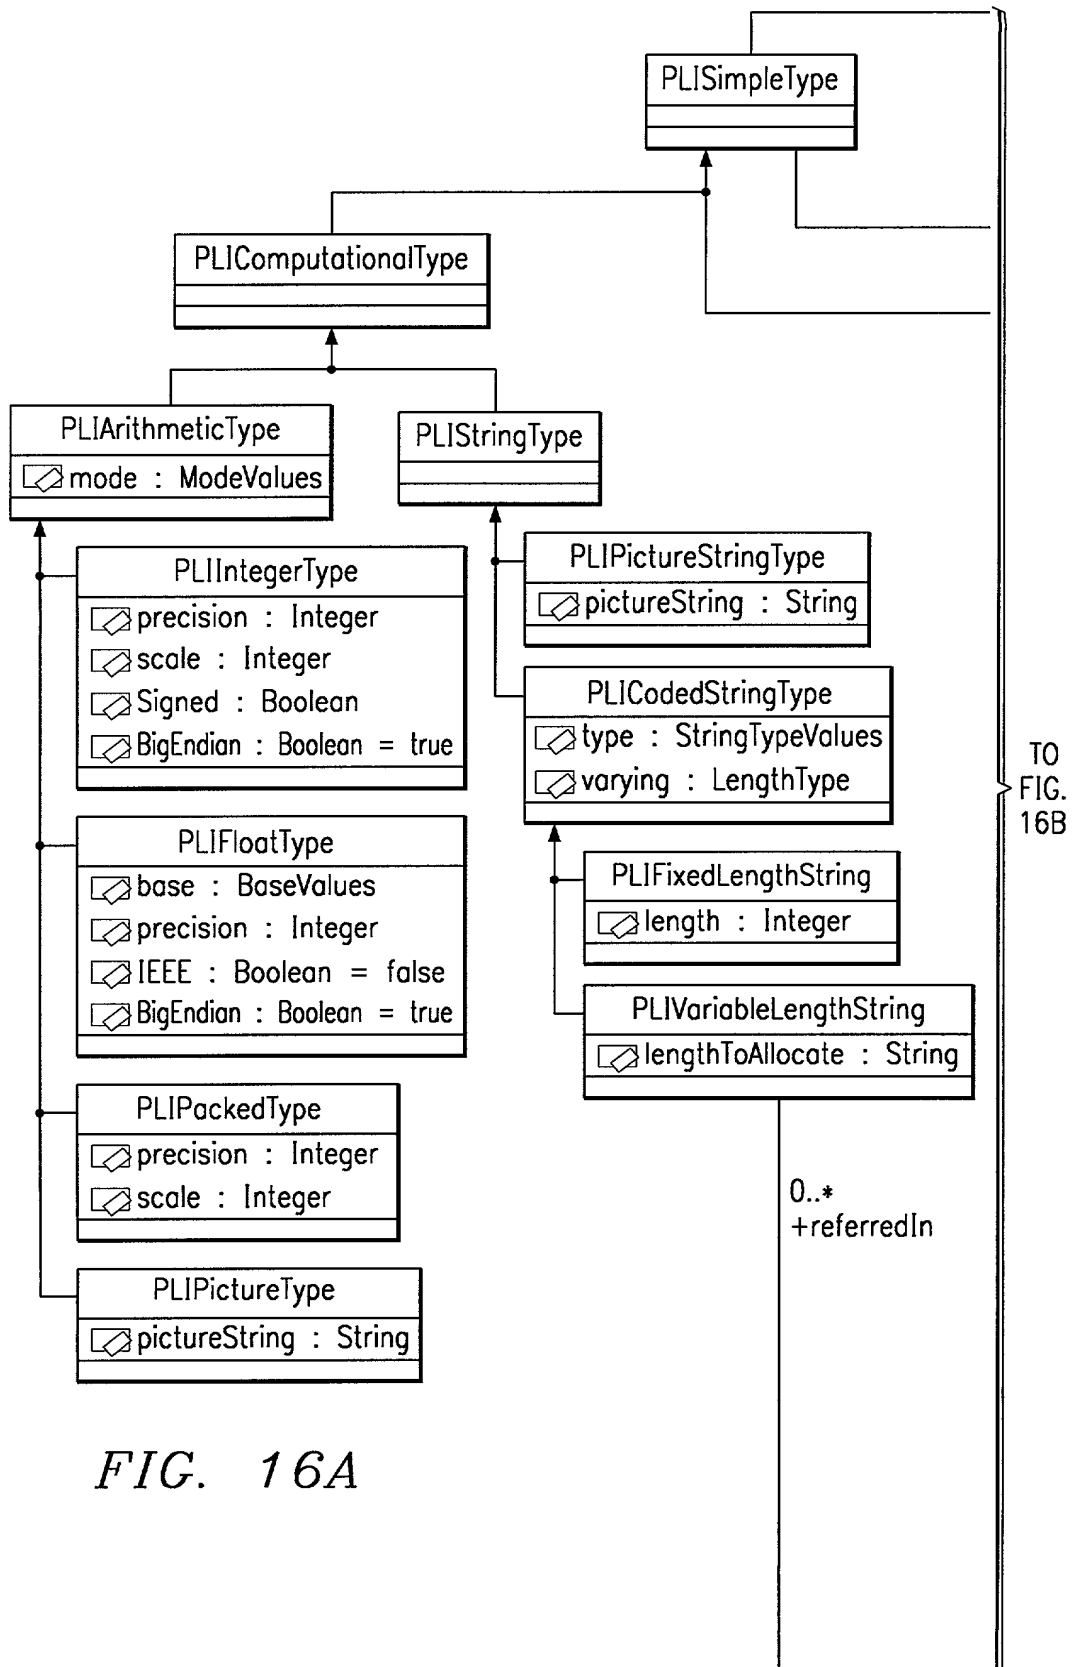 PLISimpleType
PLIComputationalType
PLIArithmeticType
mode : ModeValues
PLIStringType
PLIIntegerType
precision : Integer
scale : Integer
Signed : Boolean
BigEndian : Boolean = true
PLIPictureStringType
pictureString : String
PLICodedStringType
type : StringTypeValues
varying : LengthType
TO
FIG.
16B
PLIFloatType
base : BaseValues
precision : Integer
IEEE : Boolean = false
BigEndian : Boolean = true
PLIFixedLengthString
length : Integer
PLIVariableLengthString
lengthToAllocate : String
PLIPackedType
precision : Integer
scale : Integer
0..*
+referredIn
PLIPictureType
pictureString : String
FIG. 16A